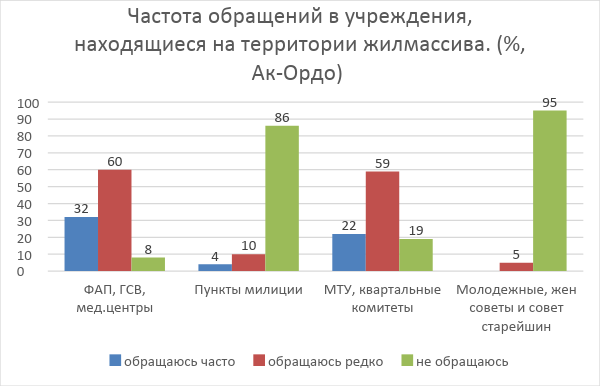 Частота обращений в учреждения,
находящиеся на территории жилмассива. (%,
Ак-Ордо)
100
90
80
70
60
50
40
30
20
10
0
32
60
8
4
10
86
22
59
19
5
95
ФАП, ГСВ,
мед.центры
Пункты милиции
МТУ, квартальные
комитеты
Молодежные, жен
советы и совет
старейшин
обращаюсь часто
обращаюсь редко
не обращаюсь